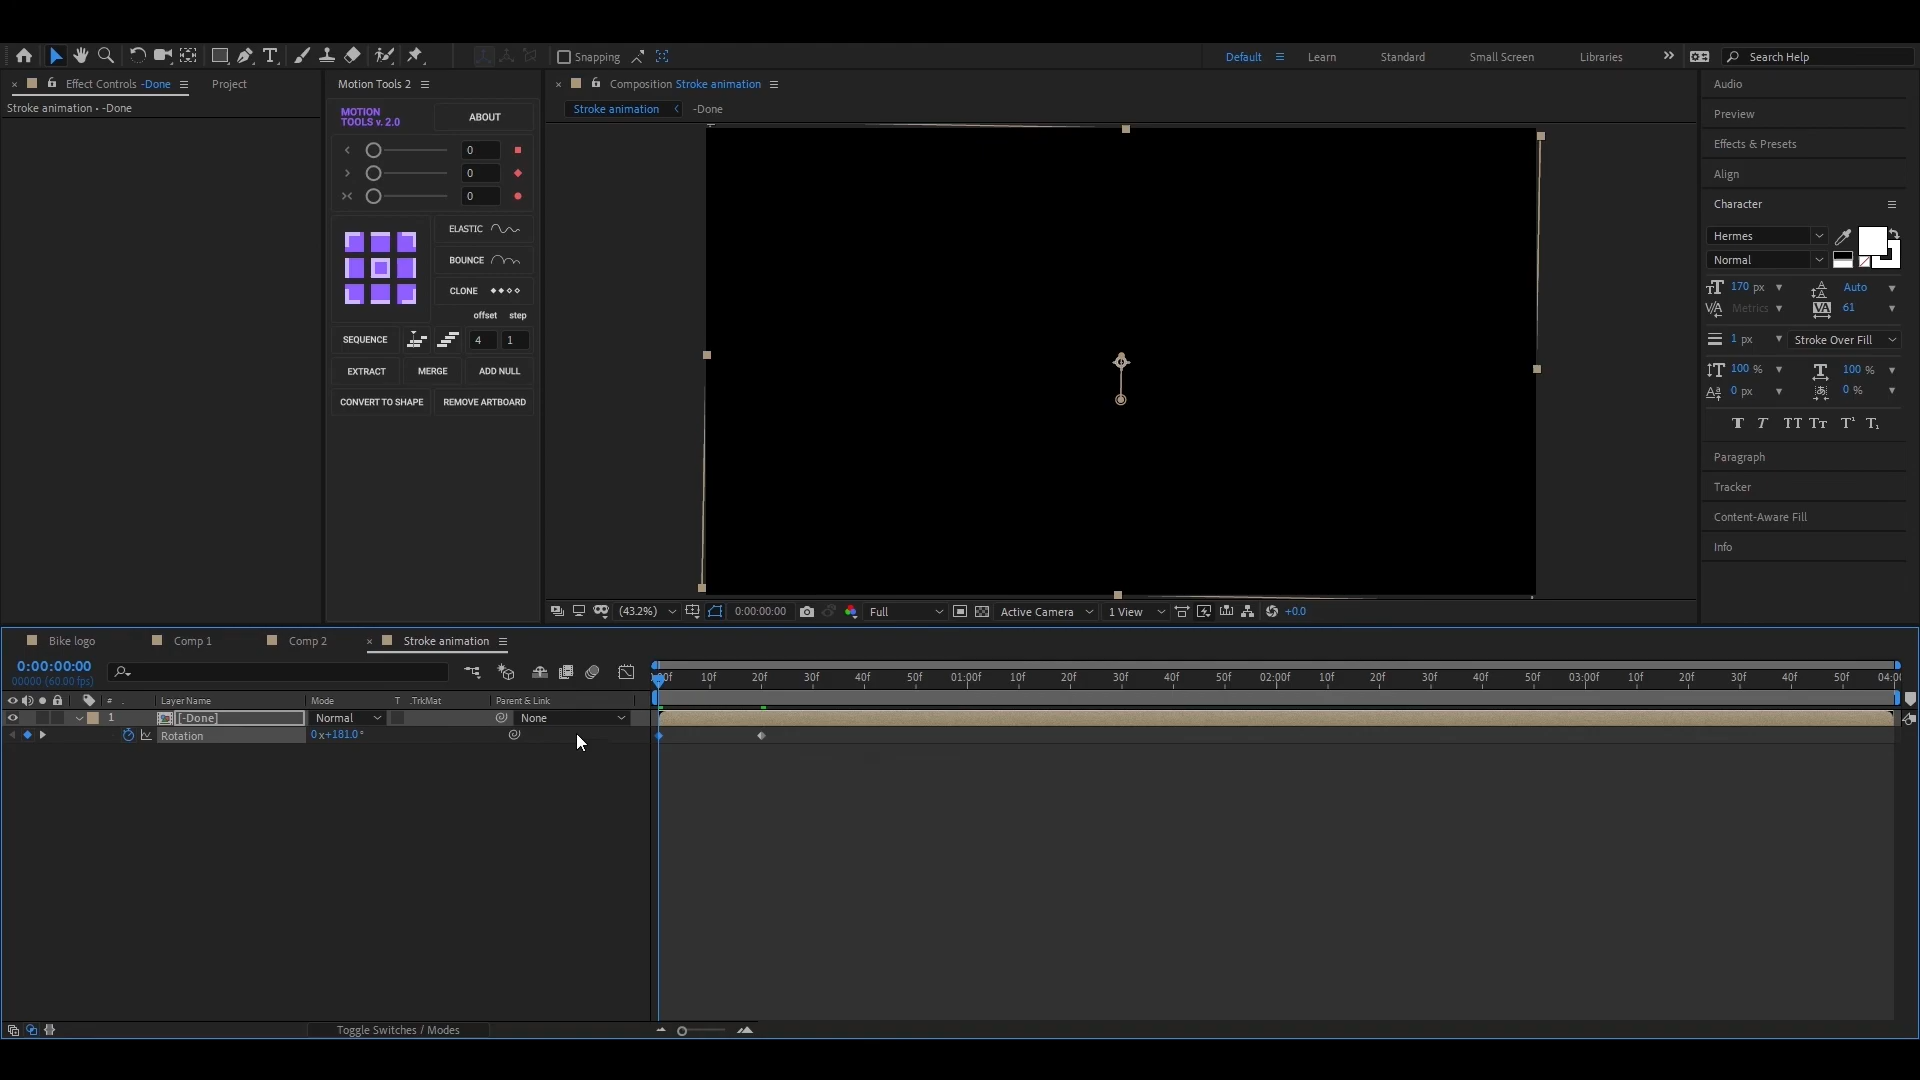 Snapping
Default
Learn
Standard
Small Screen
Libraries
Search Help
Effect Controls -Done
Project
Stroke animation • -Done
Motion Tools 2
MOTION
TOOLS v. 2.0
ABOUT
0
0
0
ELASTIC
BOUNCE
CLONE
offset step
SEQUENCE
4
1
EXTRACT
MERGE
ADD NULL
CONVERT TO SHAPE
REMOVE ARTBOARD
Composition Stroke animation
Stroke animation
-Done
(43.2%)
0:00:00:00
Full
Active Camera
1 View
+0.0
Audio
Preview
Effects & Presets
Align
Character
Hermes
Normal
170 px
Auto
Metrics
61
1 px
Stroke Over Fill
100 %
100 %
0 px
0 %
Paragraph
Tracker
Content-Aware Fill
Info
Bike logo
Comp 1
Comp 2
Stroke animation
0:00:00:00
00000 (60.00 fps)
# . Layer Name Mode T .TrkMat Parent & Link
10f 20f 30f 40f 50f 01:00f 10f 20f 30f 40f 50f 02:00f 10f 20f 30f 40f 50f 03:00f 10f 20f 30f 40f 50f
1 [-Done] Normal None
Rotation 0x+181.0°
Toggle Switches / Modes